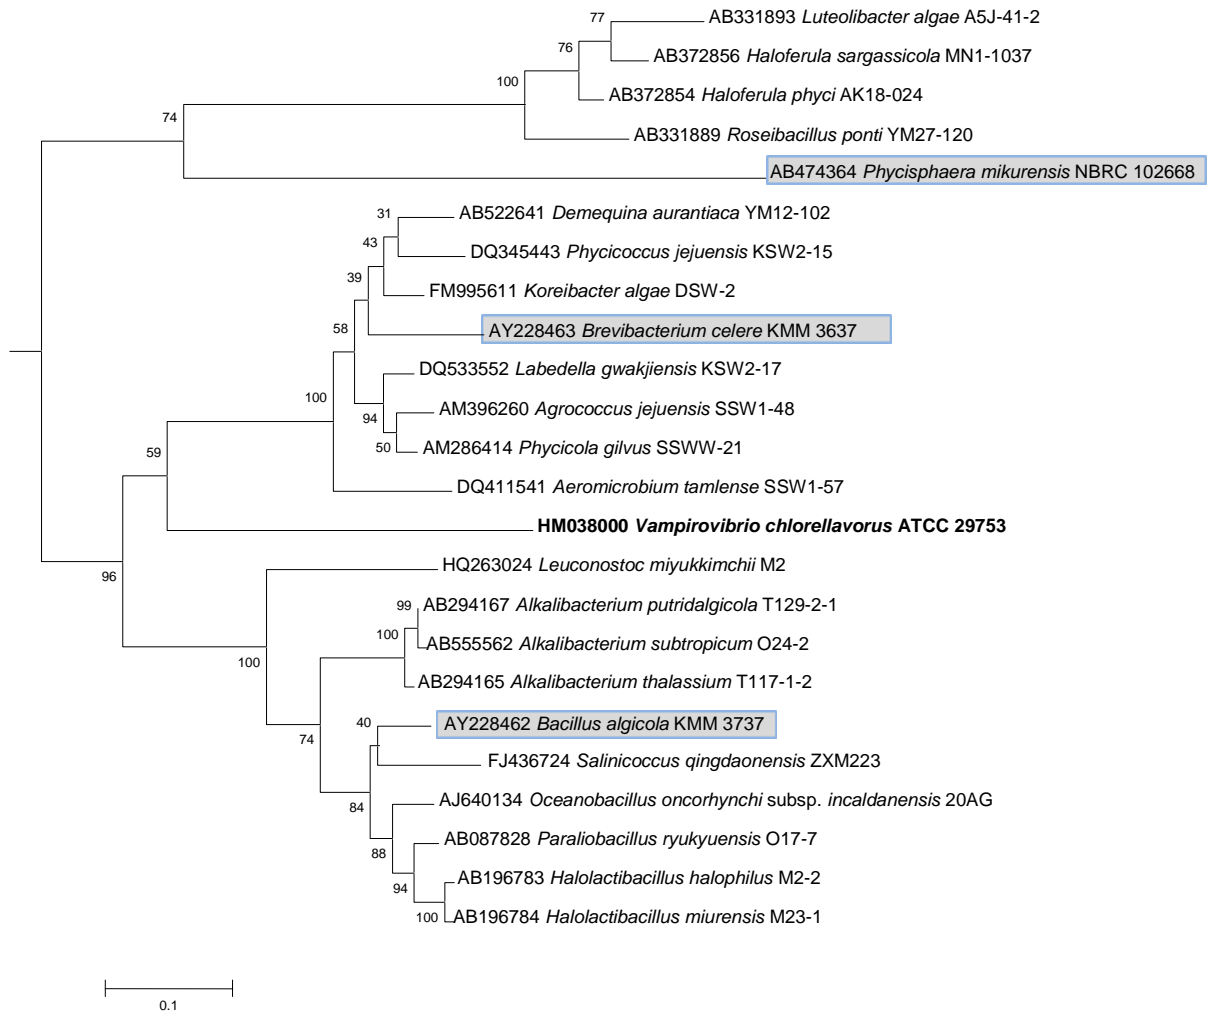 77
AB331893 Luteolibacter algae A5J-41-2
76
AB372856 Haloferula sargassicola MN1-1037
100
AB372854 Haloferula phyci AK18-024
74
AB331889 Roseibacillus ponti YM27-120
AB474364 Phycisphaera mikurensis NBRC 102668
31
AB522641 Demequina aurantiaca YM12-102
43
DQ345443 Phycicoccus jejuensis KSW2-15
39
FM995611 Koreibacter algae DSW-2
58
AY228463 Brevibacterium celere KMM 3637
DQ533552 Labedella gwakjiensis KSW2-17
100
94
AM396260 Agrococcus jejuensis SSW1-48
50
AM286414 Phycicola gilvus SSWW-21
59
DQ411541 Aeromicrobium tamlense SSW1-57
HM038000 Vampirovibrio chlorellavorus ATCC 29753
96
HQ263024 Leuconostoc miyukkimchii M2
99
AB294167 Alkalibacterium putridalgicola T129-2-1
100
AB555562 Alkalibacterium subtropicum O24-2
100
AB294165 Alkalibacterium thalassium T117-1-2
40
AY228462 Bacillus algicola KMM 3737
74
FJ436724 Salinicoccus qingdaonensis ZXM223
84
AJ640134 Oceanobacillus oncorhynchi subsp. incaldanensis 20AG
88
AB087828 Paraliobacillus ryukyuensis O17-7
94
AB196783 Halolactibacillus halophilus M2-2
100
AB196784 Halolactibacillus miurensis M23-1
0.1